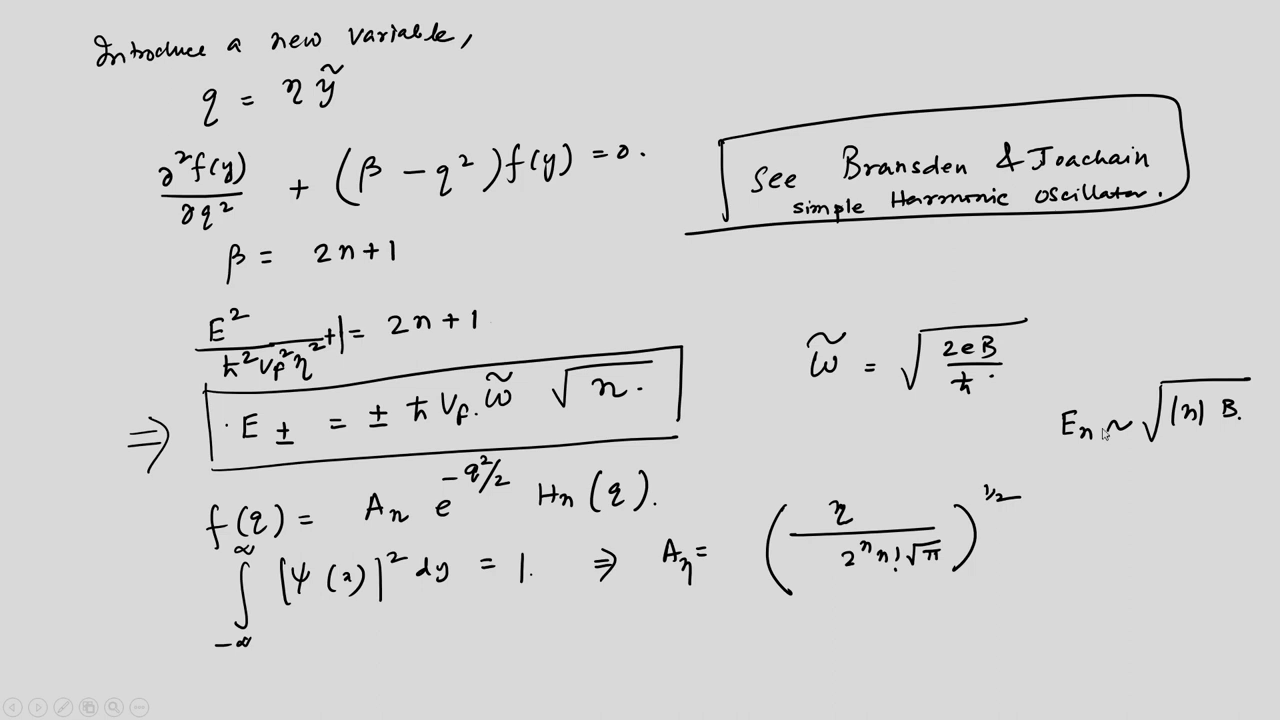 Introduce a new variable,
q = η ỹ
∂²f(y)/∂q² + (β − q²) f(y) = 0.
See Bransden & Joachain
simple Harmonic Oscillator.
β = 2n+1
E²/ħ²v_f²η² +1 = 2n+1
ω̃ = √(2eB/ħ).
⇒ E± = ± ħ v_f. ω̃ √n.
E_n ~ √(|n| B.)
f(q) = A_n e^{−q²/2} H_n (q).
∫_{−∞}^{∞} |ψ(x)|² dy = 1. ⇒ A_η = (η/2ⁿ n! √π)^{1/2}